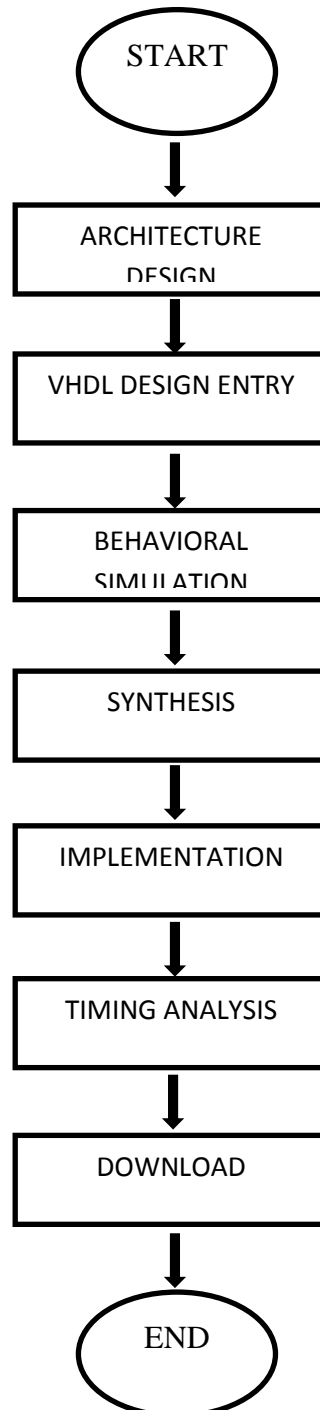 START
ARCHITECTURE
DESIGN
VHDL DESIGN ENTRY
BEHAVIORAL
SIMULATION
SYNTHESIS
IMPLEMENTATION
TIMING ANALYSIS
DOWNLOAD
END